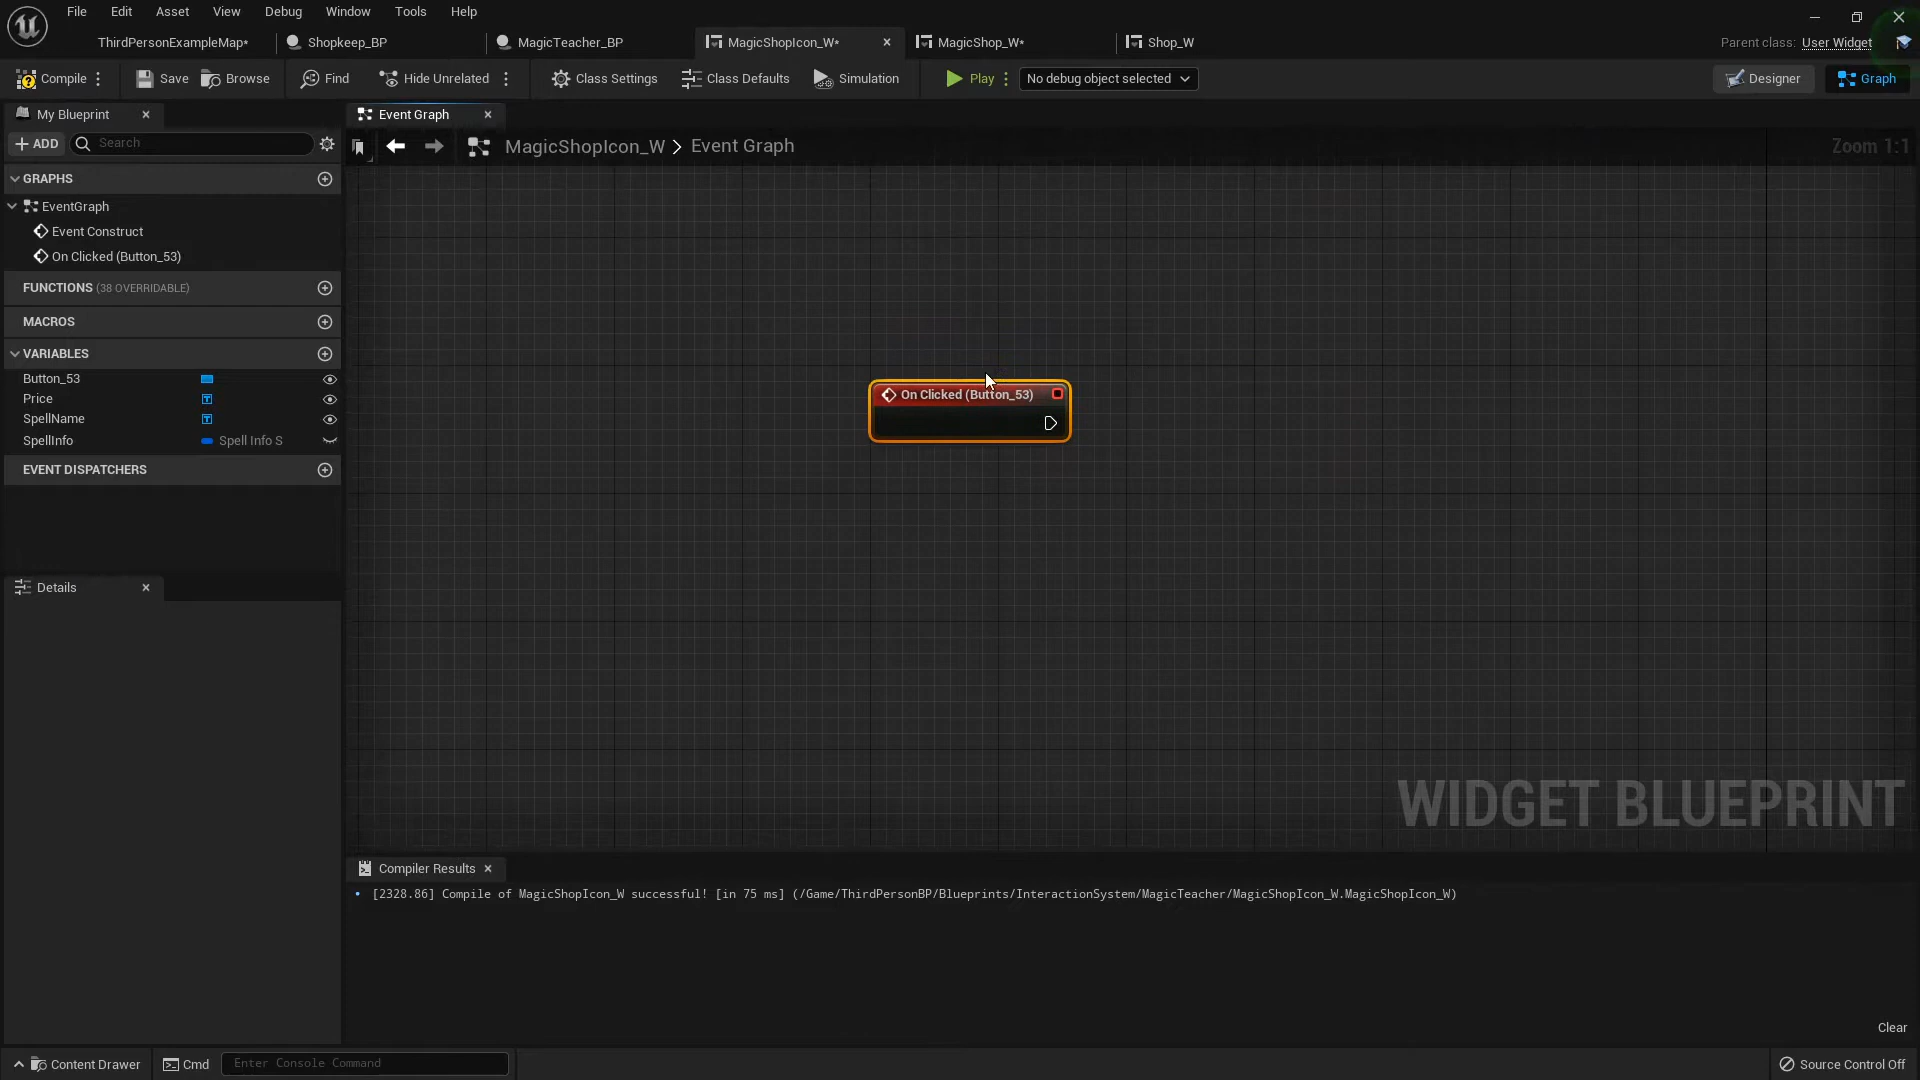 File Edit Asset View Debug Window Tools Help
ThirdPersonExampleMap* Shopkeep_BP MagicTeacher_BP MagicShopIcon_W* MagicShop_W* Shop_W Parent class: User Widget
Compile Save Browse Find Hide Unrelated Class Settings Class Defaults Simulation Play No debug object selected Designer Graph
My Blueprint Event Graph
ADD Search MagicShopIcon_W > Event Graph Zoom 1:1
GRAPHS
EventGraph
Event Construct
On Clicked (Button_53)
FUNCTIONS (38 OVERRIDABLE)
MACROS
VARIABLES
Button_53
Price
SpellName
SpellInfo Spell Info S
EVENT DISPATCHERS
On Clicked (Button_53)
Details
WIDGET BLUEPRINT
Compiler Results
[2328.86] Compile of MagicShopIcon_W successful! [in 75 ms] (/Game/ThirdPersonBP/Blueprints/InteractionSystem/MagicTeacher/MagicShopIcon_W.MagicShopIcon_W)
Clear
Content Drawer Cmd Enter Console Command Source Control Off